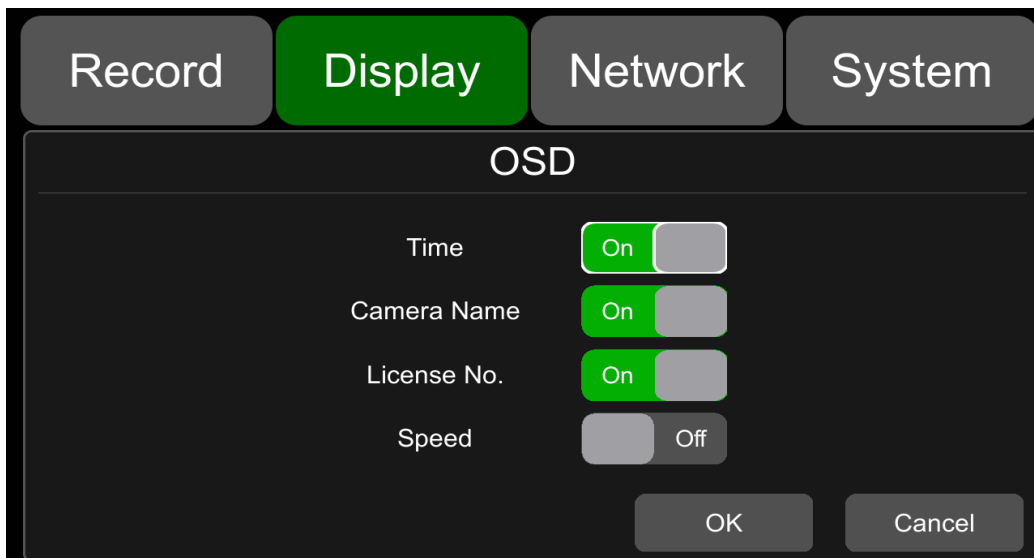 Record Display Network System
OSD
Time On
Camera Name On
License No. On
Speed Off
OK Cancel